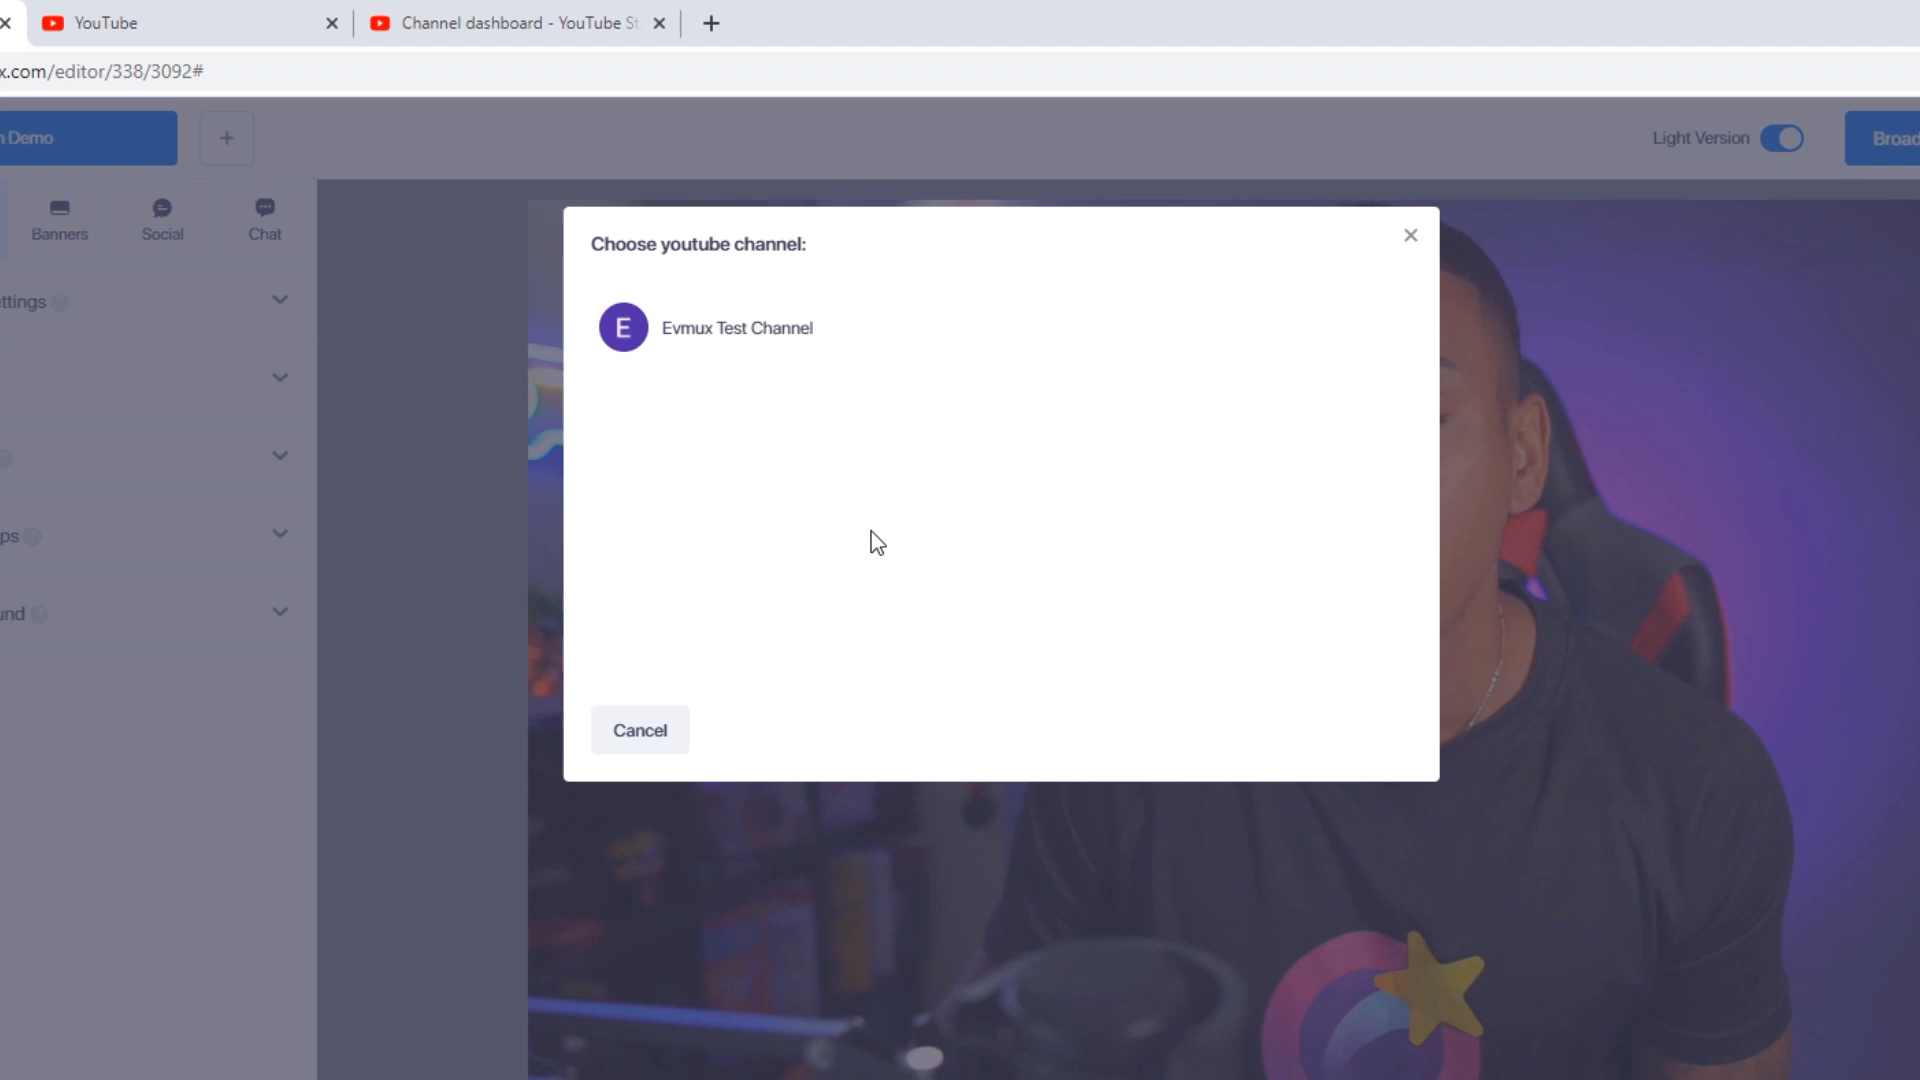 YouTube
Channel dashboard - YouTube St
x.com/editor/338/3092#
Demo
Light Version
Broad
Banners
Social
Chat
ttings
ps
und
Choose youtube channel:
E
Evmux Test Channel
Cancel